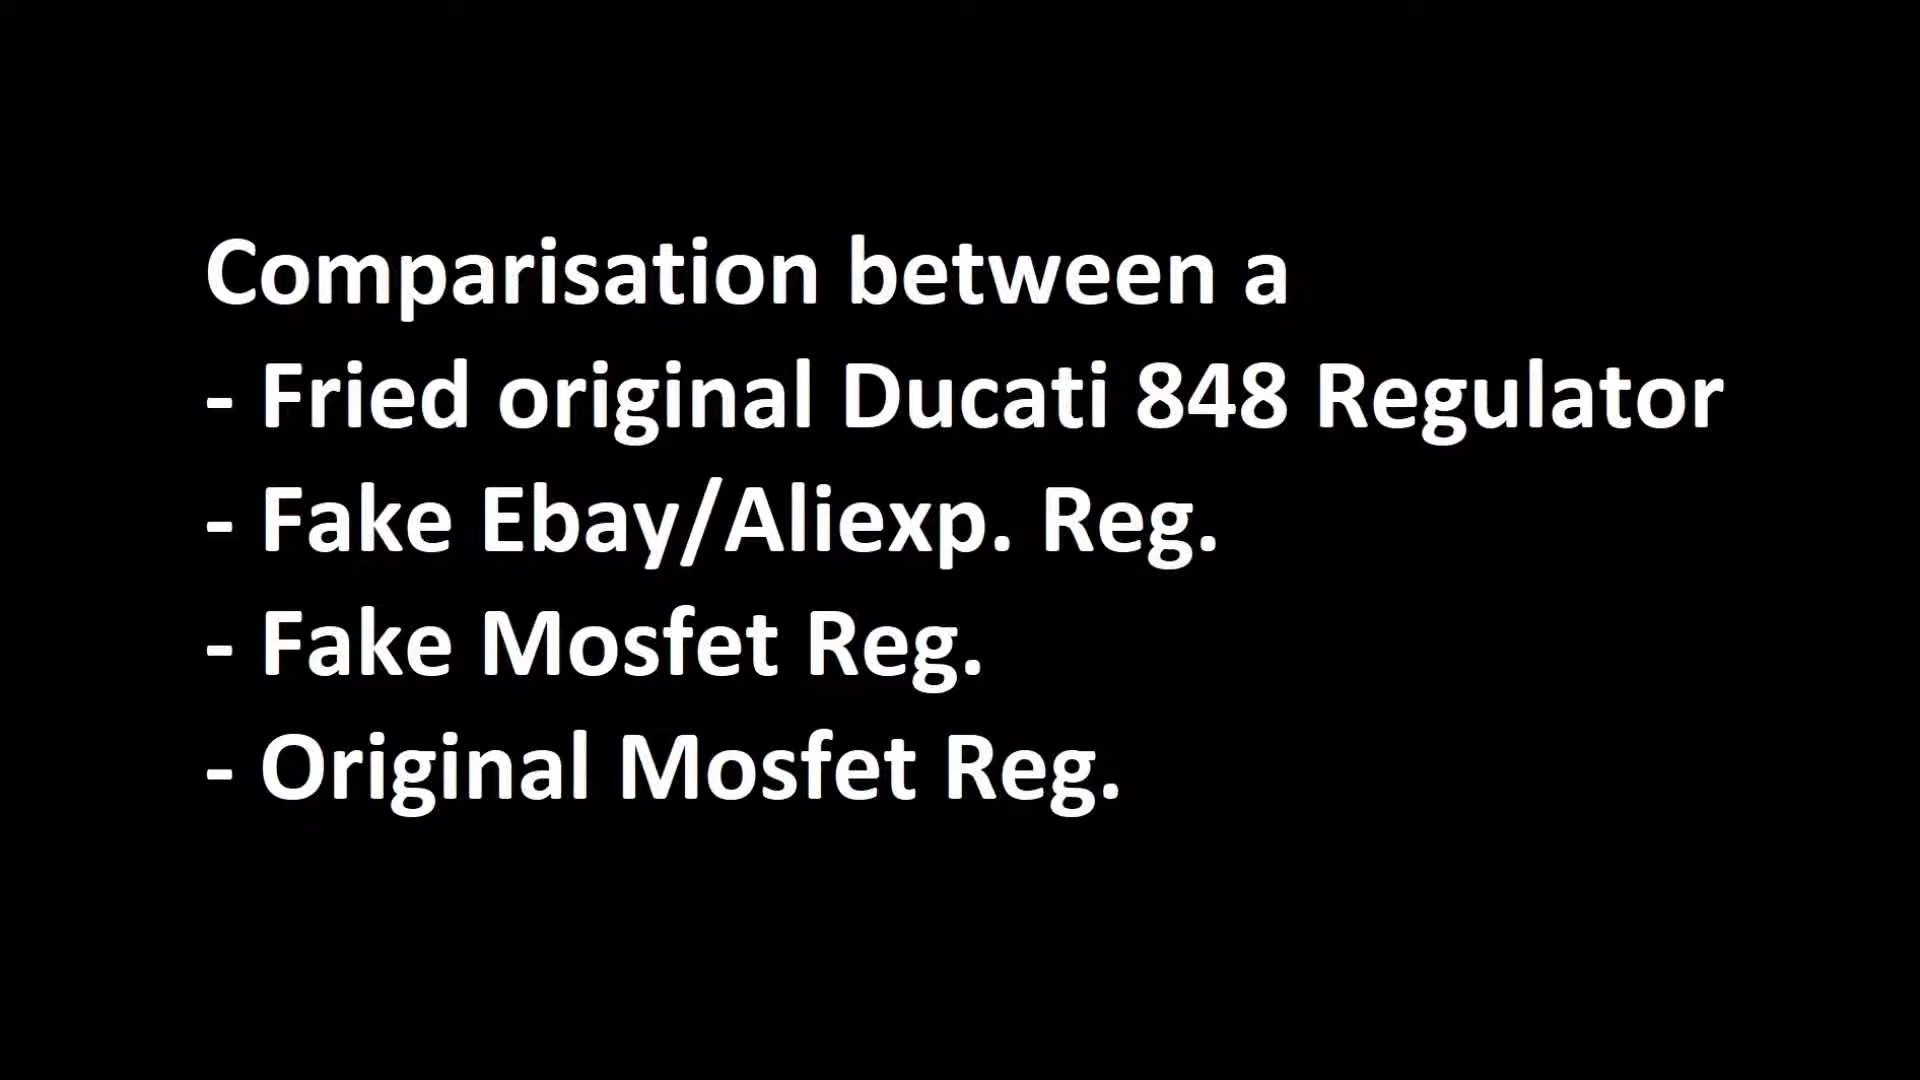 Comparisation between a
- Fried original Ducati 848 Regulator
- Fake Ebay/Aliexp. Reg.
- Fake Mosfet Reg.
- Original Mosfet Reg.